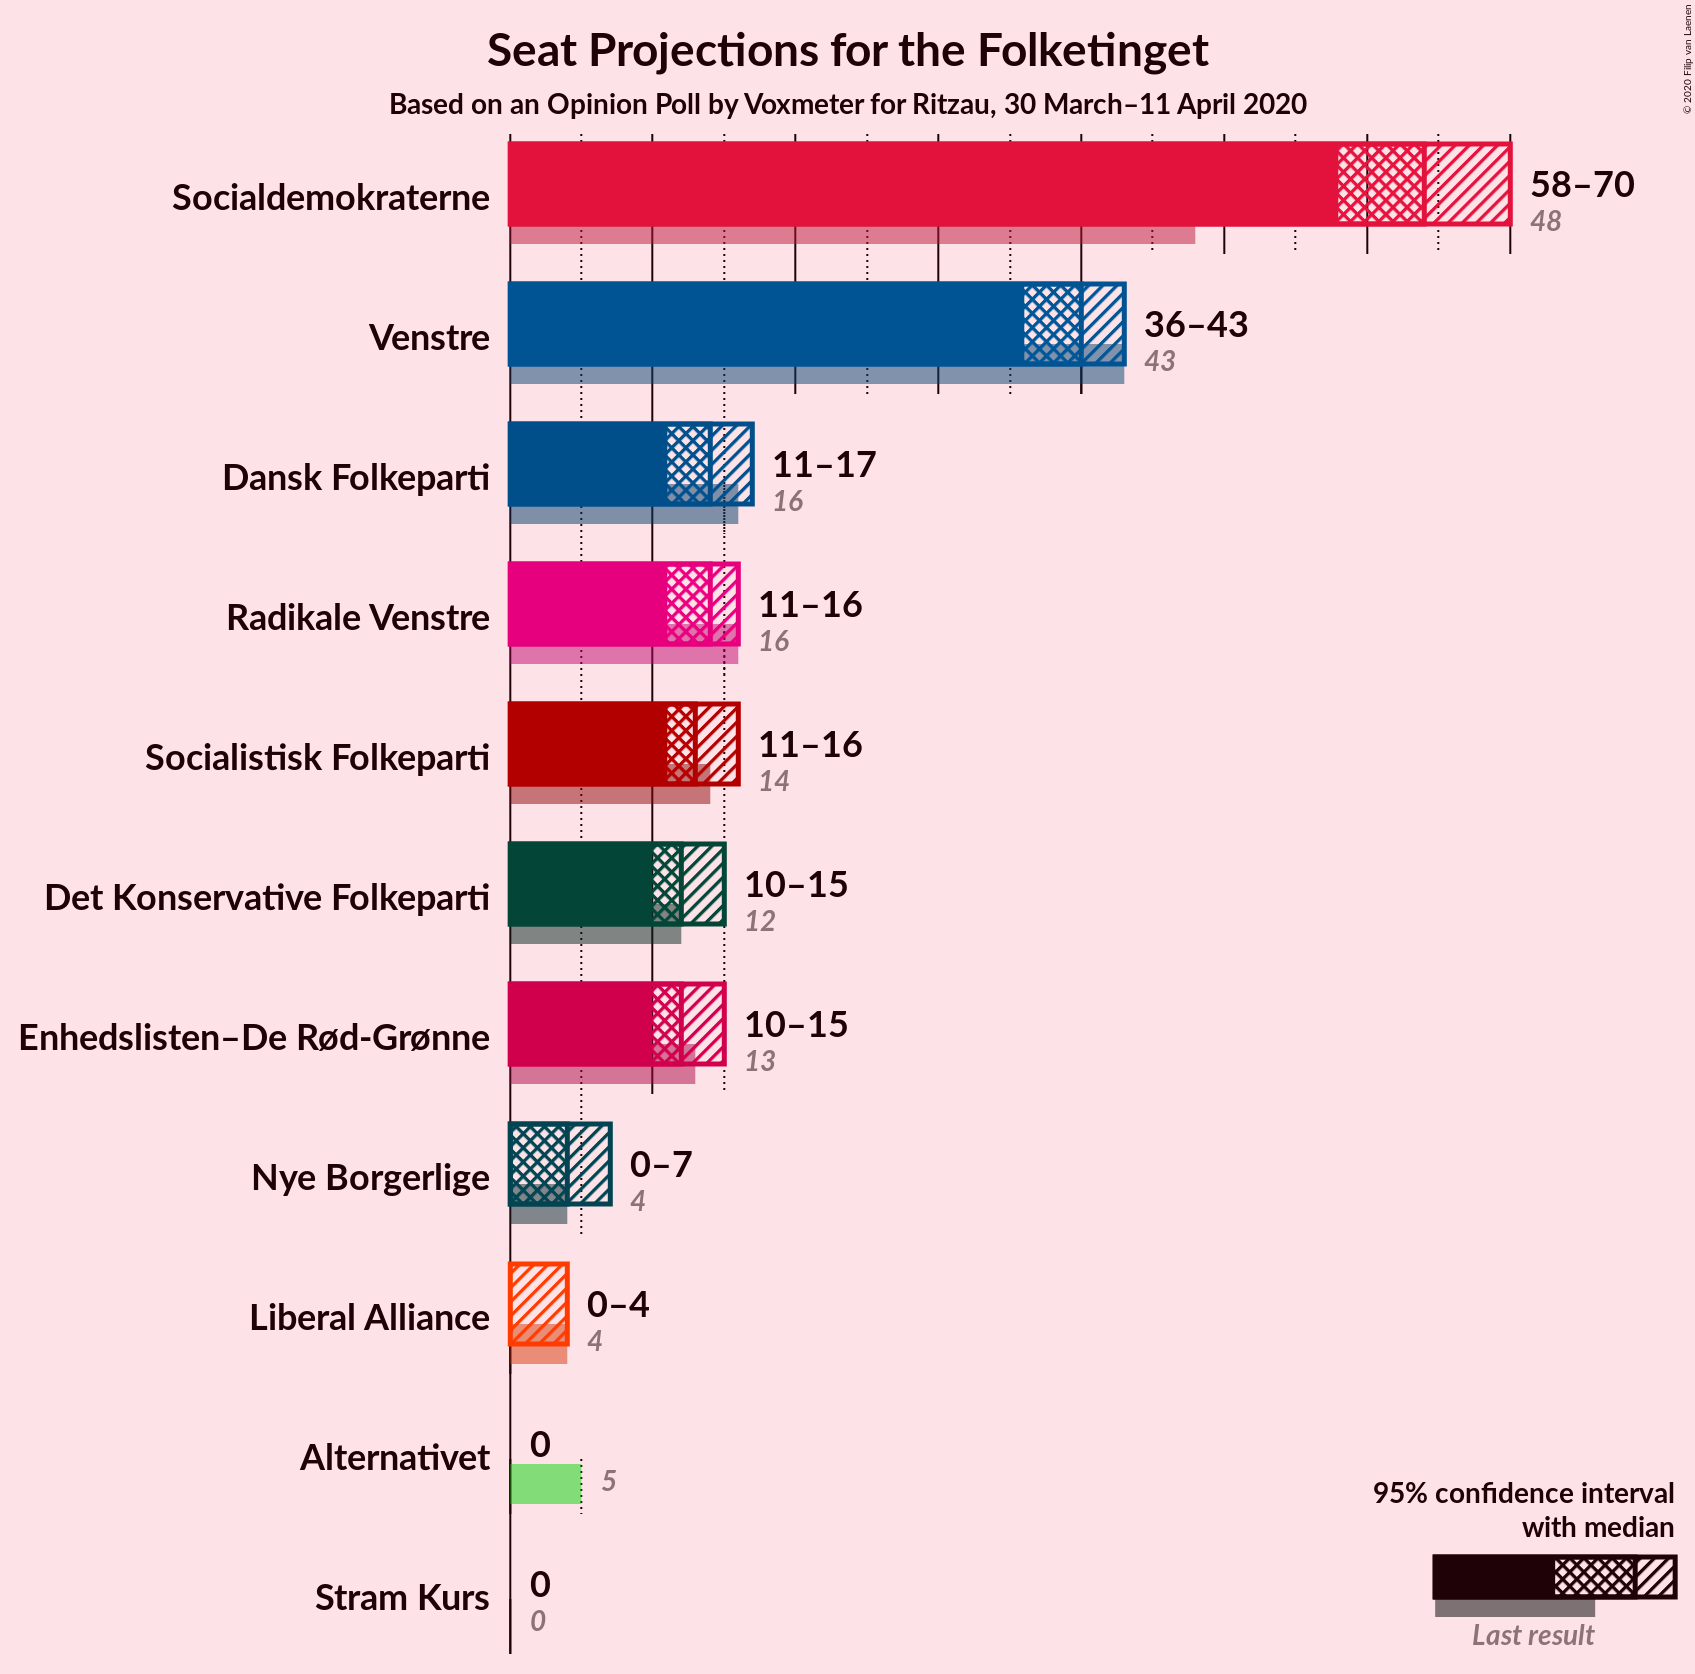 Seat Projections for the Folketinget
Based on an Opinion Poll by Voxmeter for Ritzau, 30 March–11 April 2020
© 2020 Filip van Laenen
Socialdemokraterne
58–70
48
Venstre
36–43
43
Dansk Folkeparti
11–17
16
Radikale Venstre
11–16
16
Socialistisk Folkeparti
11–16
14
Det Konservative Folkeparti
10–15
12
Enhedslisten–De Rød-Grønne
10–15
13
Nye Borgerlige
0–7
4
Liberal Alliance
0–4
4
Alternativet
0
5
Stram Kurs
0
0
95% confidence interval
with median
Last result